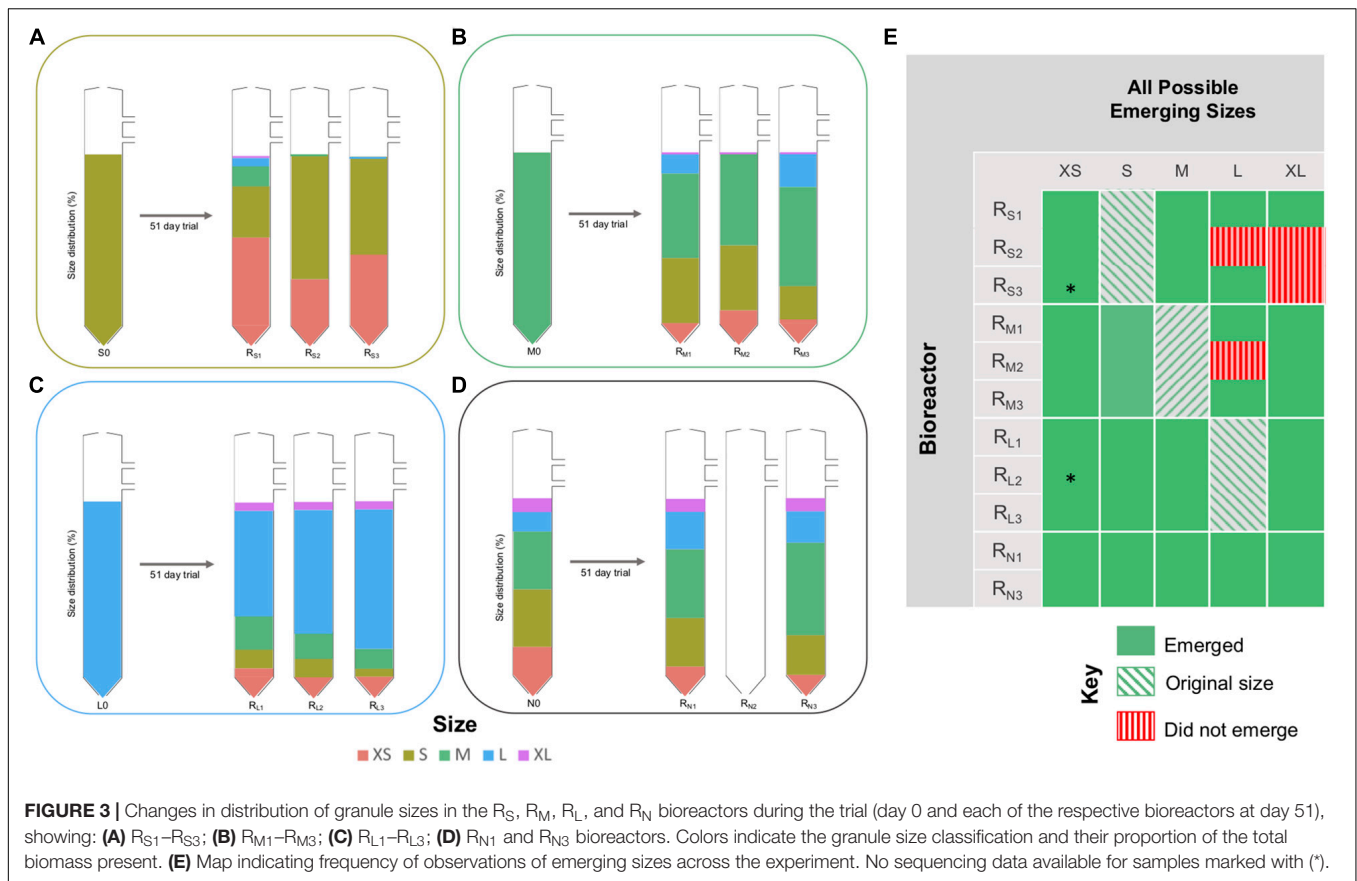 A
Size distribution (%)
51 day trial
S0
RS1
RS2
RS3
B
Size distribution (%)
51 day trial
M0
RM1
RM2
RM3
C
Size distribution (%)
51 day trial
L0
RL1
RL2
RL3
D
Size distribution (%)
51 day trial
N0
RN1
RN2
RN3
Size
XS S M L XL
E
All Possible
Emerging Sizes
XS S M L XL
Bioreactor
RS1
RS2
RS3 *
RM1
RM2
RM3
RL1
RL2 *
RL3
RN1
RN3
Key
Emerged
Original size
Did not emerge
FIGURE 3 | Changes in distribution of granule sizes in the RS, RM, RL, and RN bioreactors during the trial (day 0 and each of the respective bioreactors at day 51),
showing: (A) RS1–RS3; (B) RM1–RM3; (C) RL1–RL3; (D) RN1 and RN3 bioreactors. Colors indicate the granule size classification and their proportion of the total
biomass present. (E) Map indicating frequency of observations of emerging sizes across the experiment. No sequencing data available for samples marked with (*).